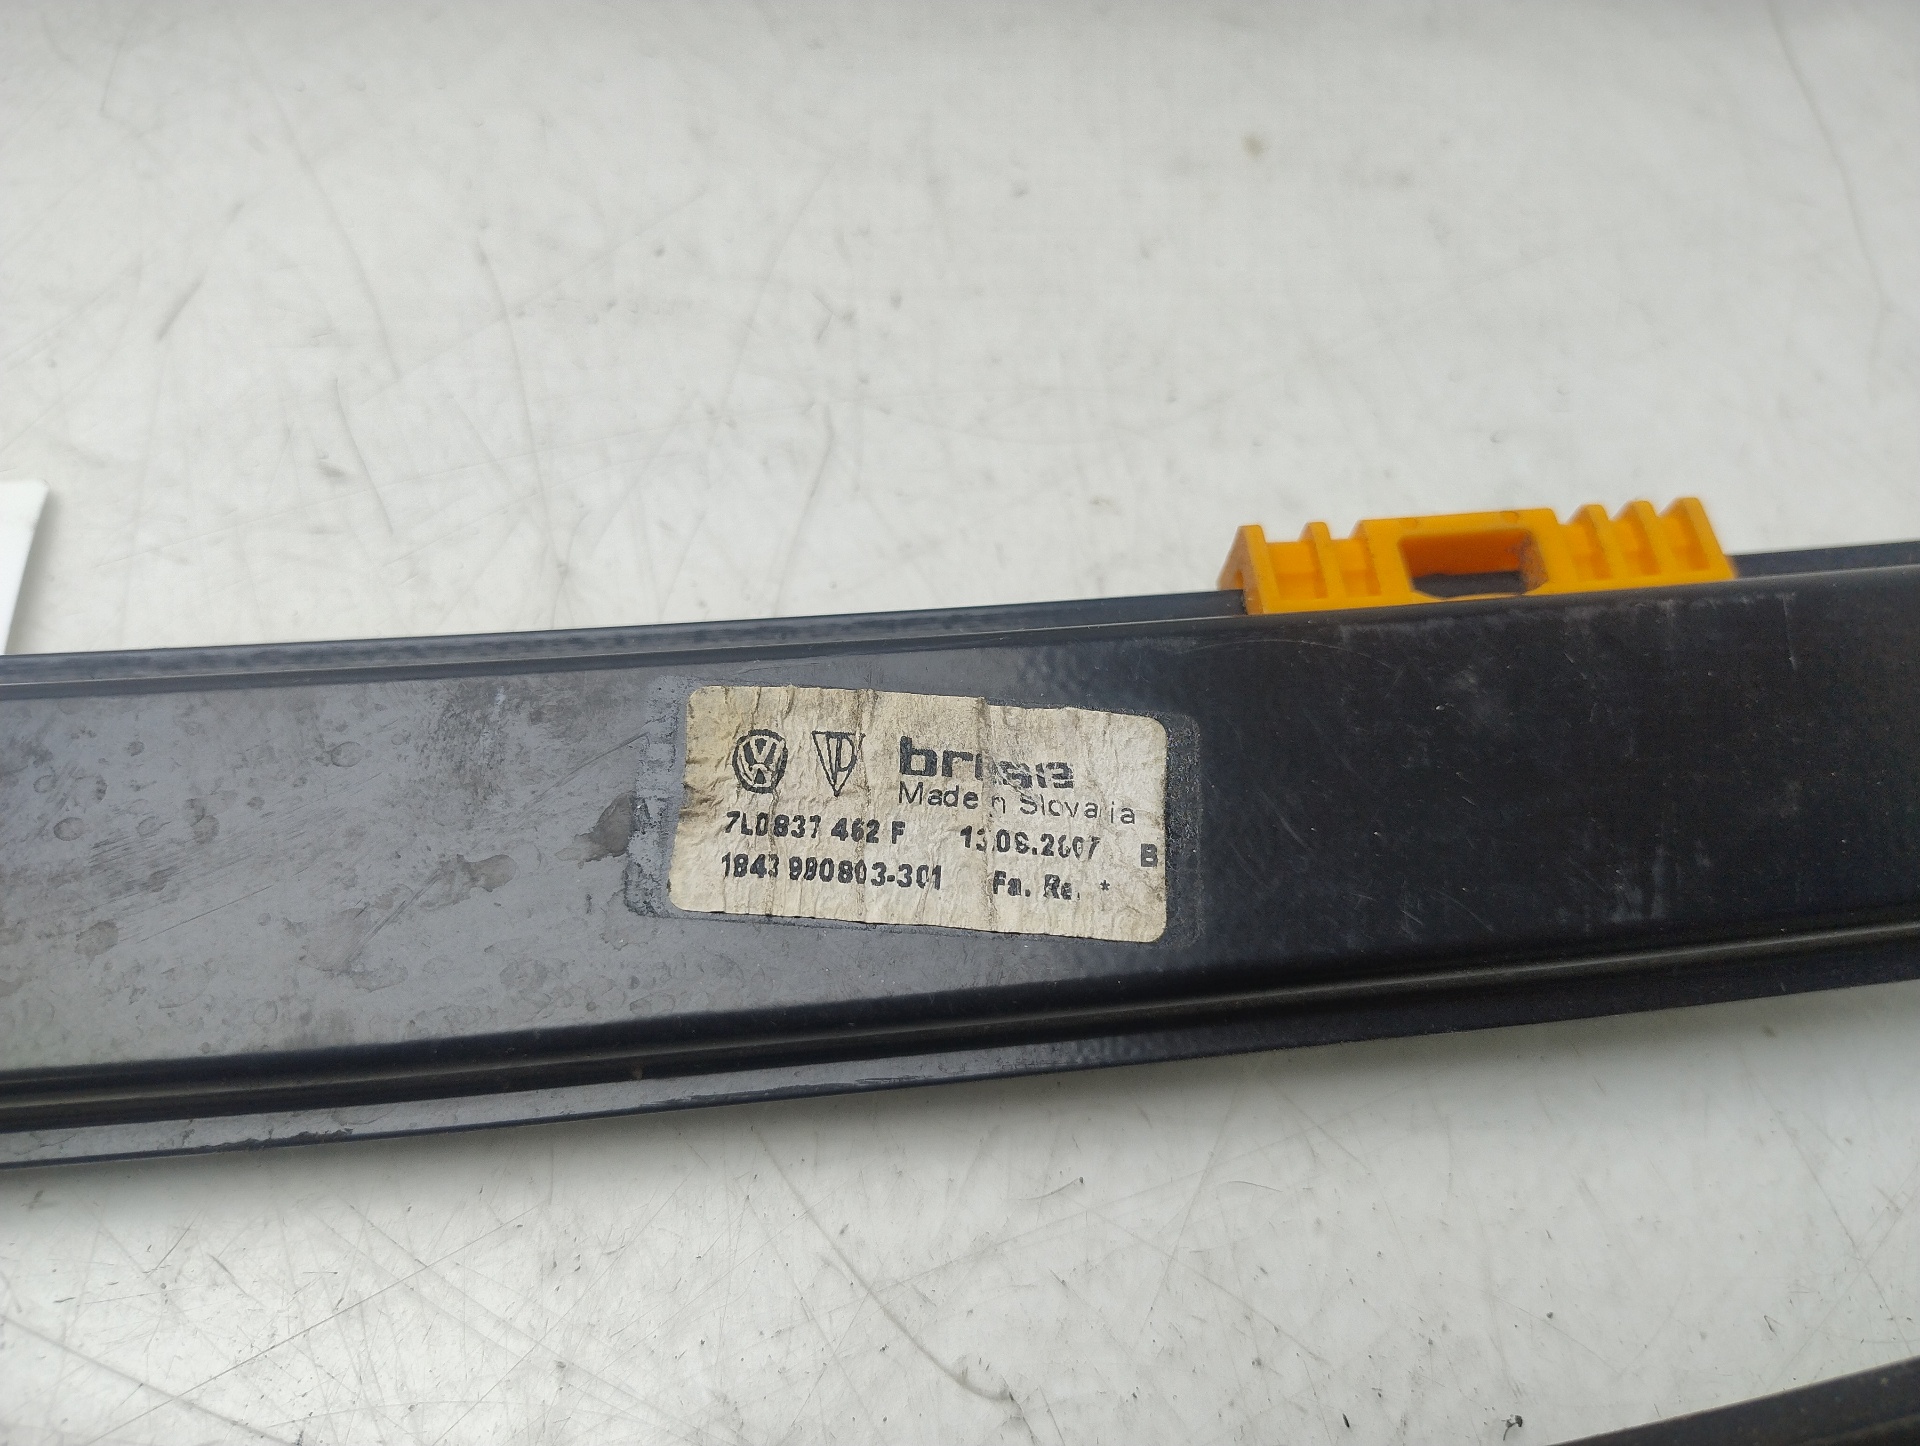 brose
Made in Slovakia
7L0837 462 F 13.06.2007 B
1843 990803-301 Fa. Re. *